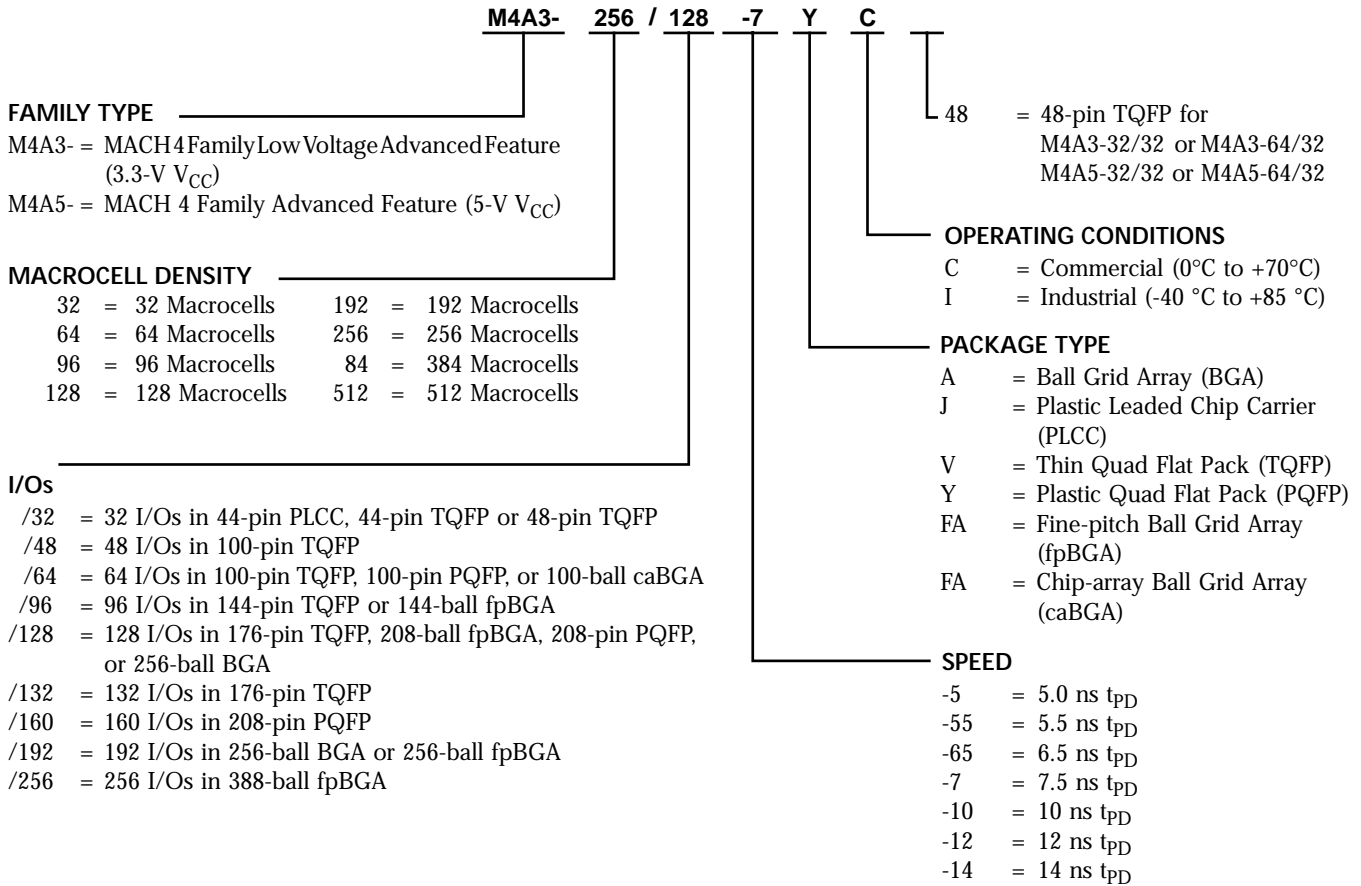 M4A3- 256 / 128 -7 Y C
FAMILY TYPE
M4A3- = MACH 4 Family Low Voltage Advanced Feature
(3.3-V VCC)
M4A5- = MACH 4 Family Advanced Feature (5-V VCC)
MACROCELL DENSITY
32 = 32 Macrocells 192 = 192 Macrocells
64 = 64 Macrocells 256 = 256 Macrocells
96 = 96 Macrocells 84 = 384 Macrocells
128 = 128 Macrocells 512 = 512 Macrocells
I/Os
/32 = 32 I/Os in 44-pin PLCC, 44-pin TQFP or 48-pin TQFP
/48 = 48 I/Os in 100-pin TQFP
/64 = 64 I/Os in 100-pin TQFP, 100-pin PQFP, or 100-ball caBGA
/96 = 96 I/Os in 144-pin TQFP or 144-ball fpBGA
/128 = 128 I/Os in 176-pin TQFP, 208-ball fpBGA, 208-pin PQFP,
or 256-ball BGA
/132 = 132 I/Os in 176-pin TQFP
/160 = 160 I/Os in 208-pin PQFP
/192 = 192 I/Os in 256-ball BGA or 256-ball fpBGA
/256 = 256 I/Os in 388-ball fpBGA
48 = 48-pin TQFP for
M4A3-32/32 or M4A3-64/32
M4A5-32/32 or M4A5-64/32
OPERATING CONDITIONS
C = Commercial (0°C to +70°C)
I = Industrial (-40 °C to +85 °C)
PACKAGE TYPE
A = Ball Grid Array (BGA)
J = Plastic Leaded Chip Carrier
(PLCC)
V = Thin Quad Flat Pack (TQFP)
Y = Plastic Quad Flat Pack (PQFP)
FA = Fine-pitch Ball Grid Array
(fpBGA)
FA = Chip-array Ball Grid Array
(caBGA)
SPEED
-5 = 5.0 ns tPD
-55 = 5.5 ns tPD
-65 = 6.5 ns tPD
-7 = 7.5 ns tPD
-10 = 10 ns tPD
-12 = 12 ns tPD
-14 = 14 ns tPD